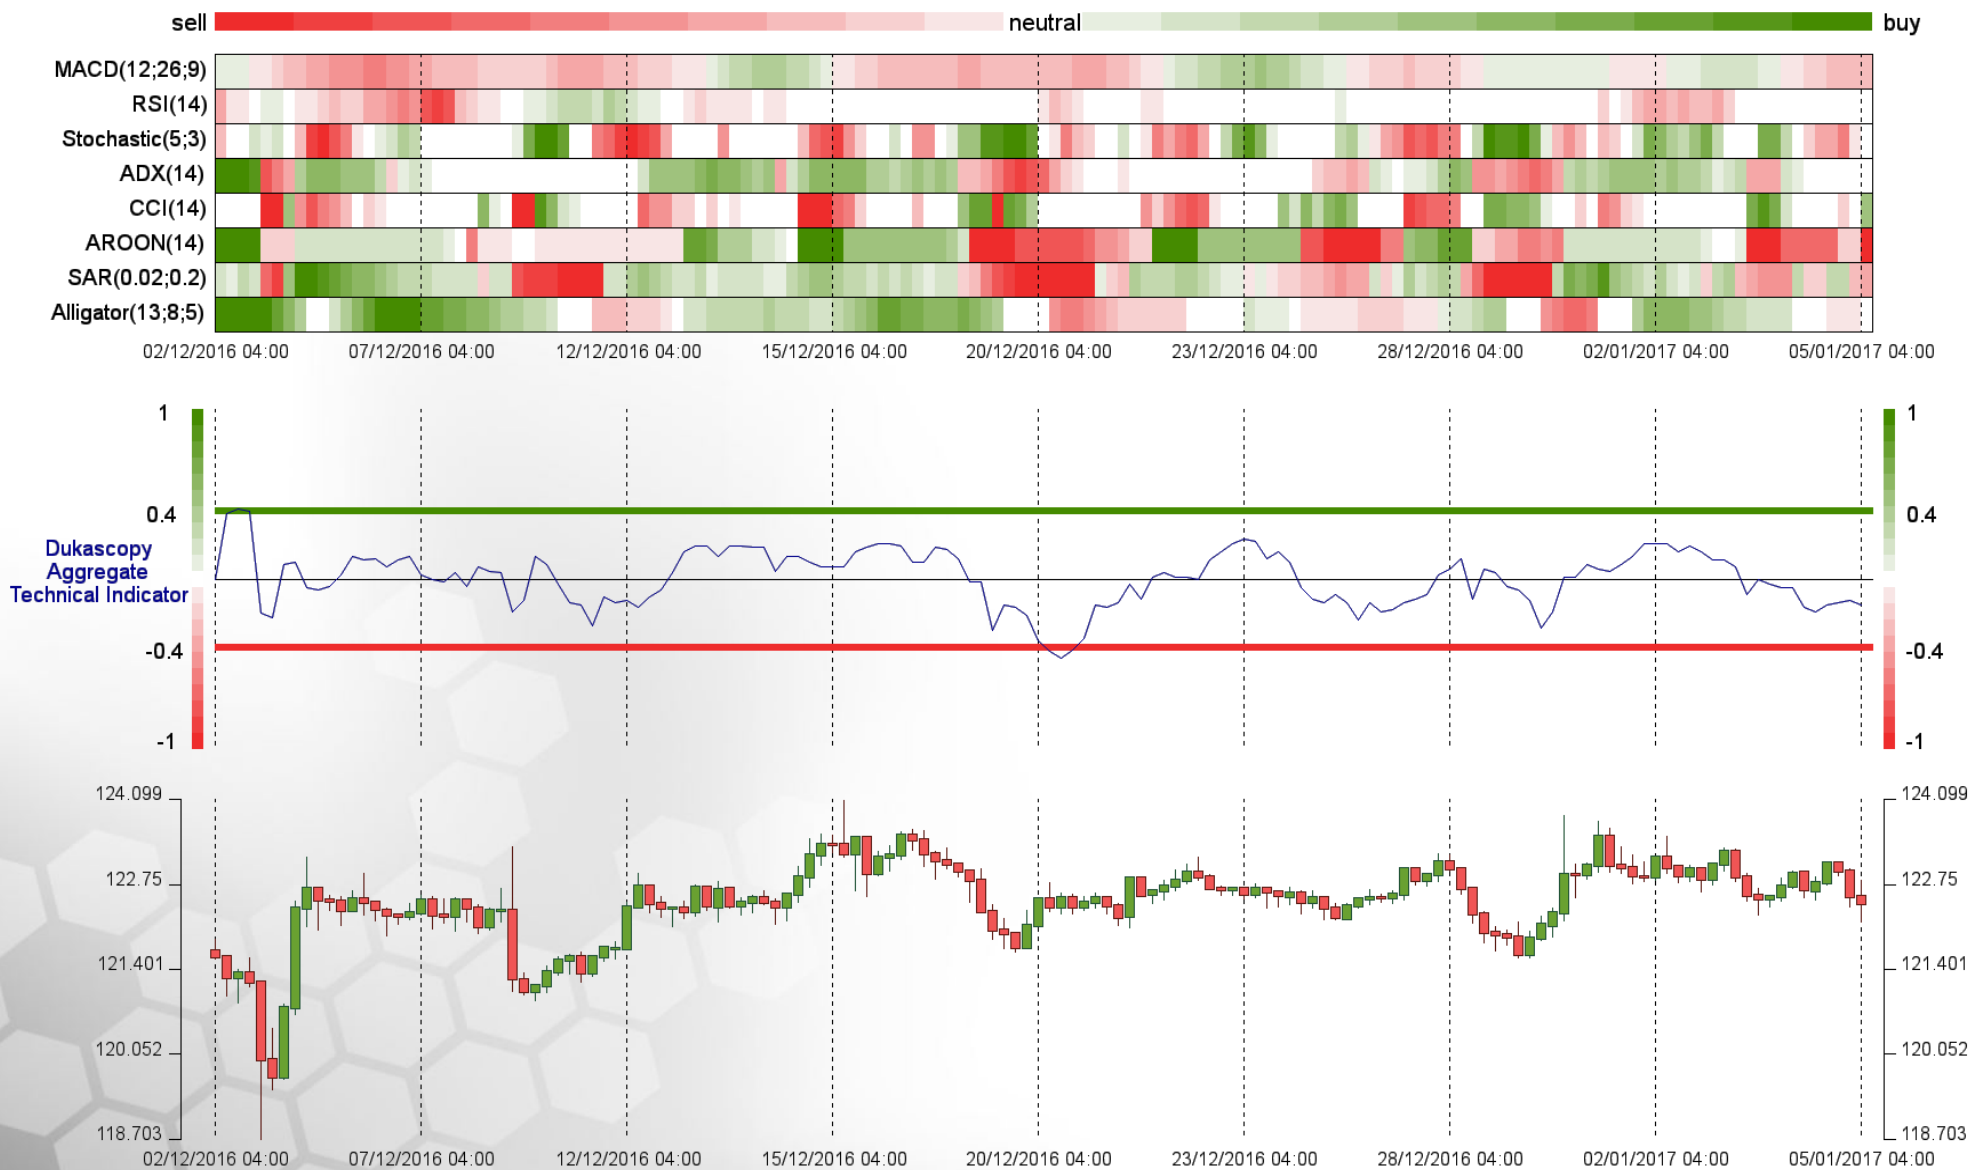 sell neutral buy
MACD(12;26;9)
RSI(14)
Stochastic(5;3)
ADX(14)
CCI(14)
AROON(14)
SAR(0.02;0.2)
Alligator(13;8;5)
02/12/2016 04:00 07/12/2016 04:00 12/12/2016 04:00 15/12/2016 04:00 20/12/2016 04:00 23/12/2016 04:00 28/12/2016 04:00 02/01/2017 04:00 05/01/2017 04:00
1 1
0.4 0.4
Dukascopy
Aggregate
Technical Indicator
-0.4 -0.4
-1 -1
124.099 124.099
122.75 122.75
121.401 121.401
120.052 120.052
118.703 118.703
02/12/2016 04:00 07/12/2016 04:00 12/12/2016 04:00 15/12/2016 04:00 20/12/2016 04:00 23/12/2016 04:00 28/12/2016 04:00 02/01/2017 04:00 05/01/2017 04:00